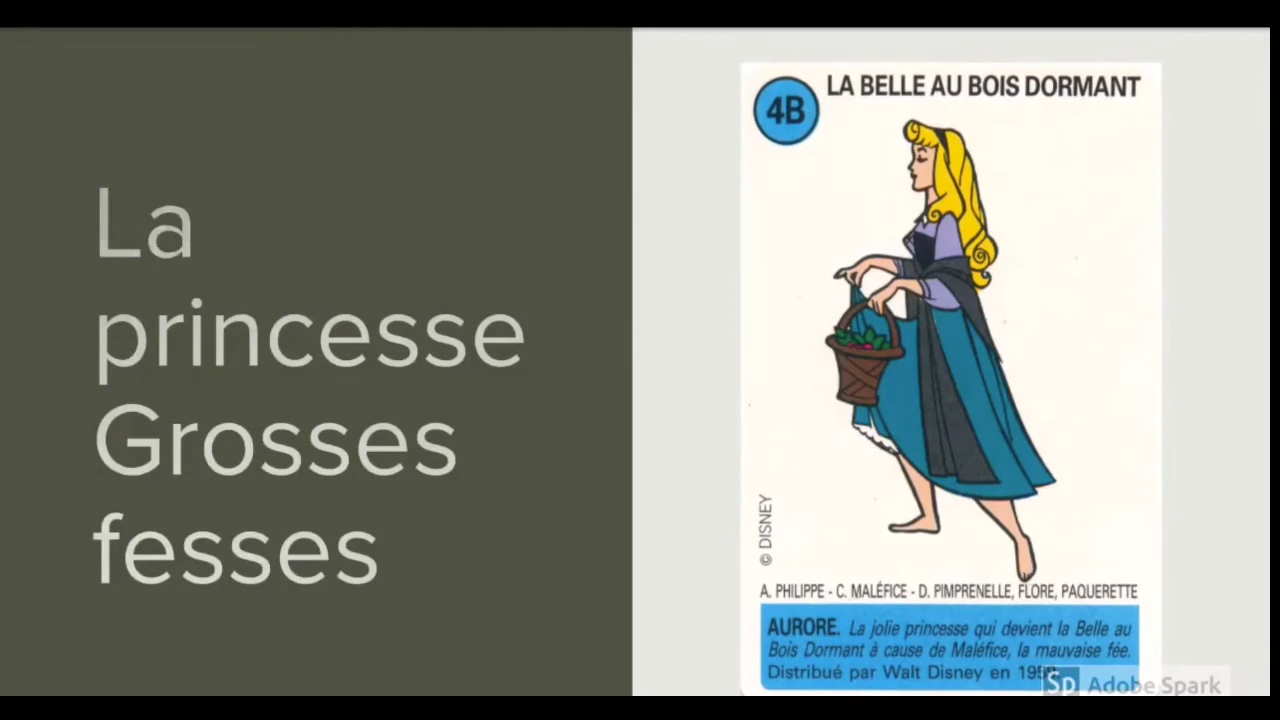 La
princesse
Grosses
fesses
4B
LA BELLE AU BOIS DORMANT
© DISNEY
A. PHILIPPE - C. MALÉFICE - D. PIMPRENELLE, FLORE, PAQUERETTE
AURORE. La jolie princesse qui devient la Belle au
Bois Dormant à cause de Maléfice, la mauvaise fée.
Distribué par Walt Disney en
Sp Adobe Spark